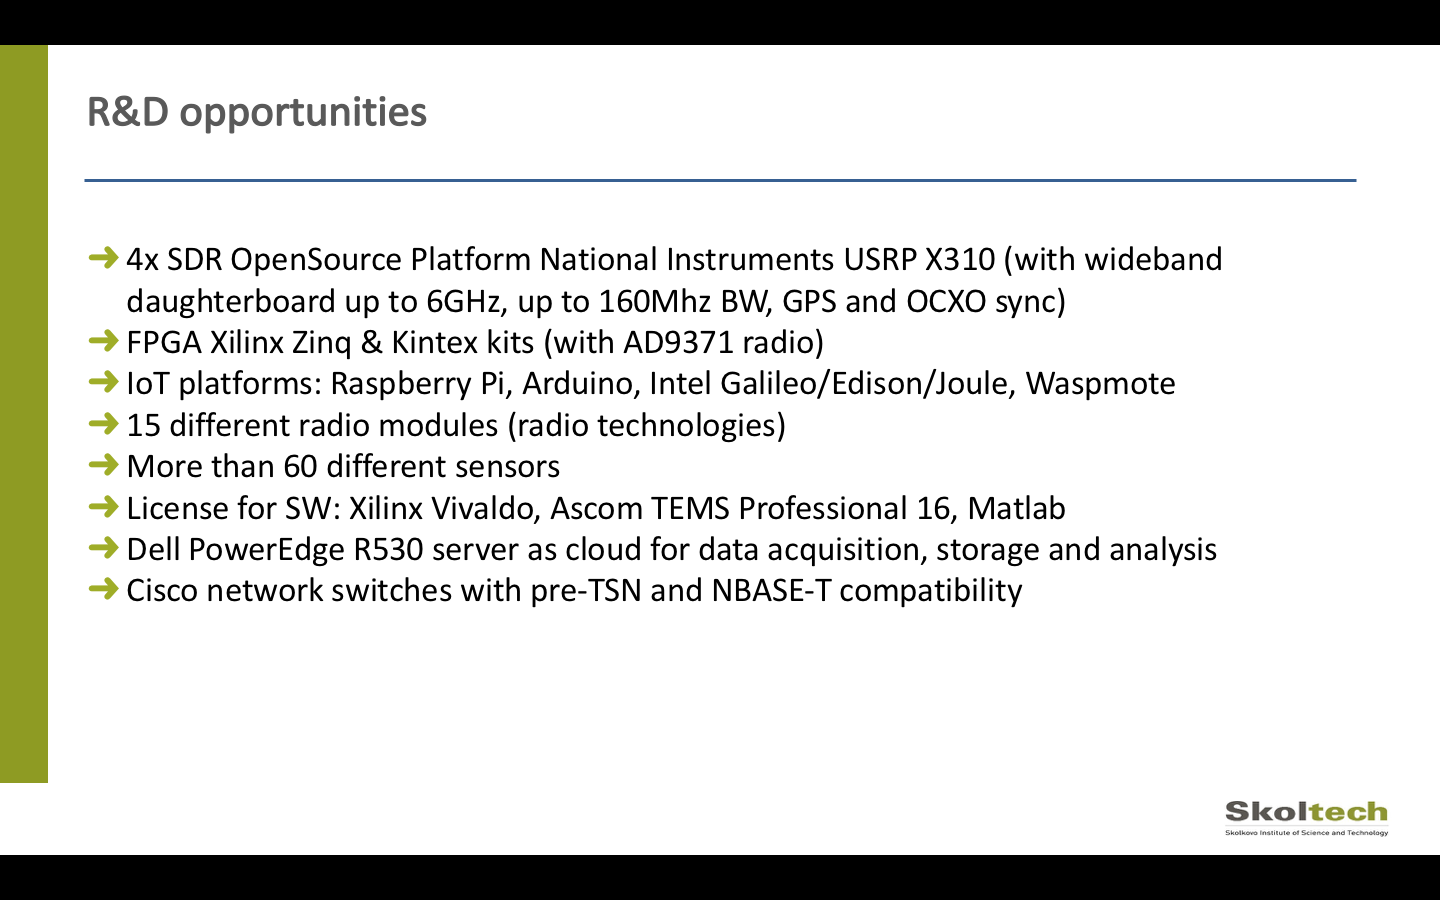 R&D opportunities
4x SDR OpenSource Platform National Instruments USRP X310 (with wideband
daughterboard up to 6GHz, up to 160Mhz BW, GPS and OCXO sync)
FPGA Xilinx Zinq & Kintex kits (with AD9371 radio)
IoT platforms: Raspberry Pi, Arduino, Intel Galileo/Edison/Joule, Waspmote
15 different radio modules (radio technologies)
More than 60 different sensors
License for SW: Xilinx Vivaldo, Ascom TEMS Professional 16, Matlab
Dell PowerEdge R530 server as cloud for data acquisition, storage and analysis
Cisco network switches with pre-TSN and NBASE-T compatibility
Skoltech
Skolkovo Institute of Science and Technology